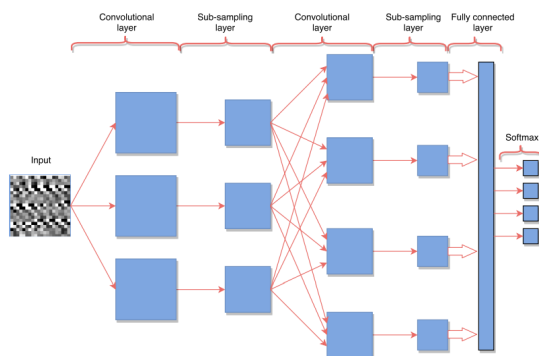 Convolutional
layer
Sub-sampling
layer
Convolutional
layer
Sub-sampling
layer
Fully connected
layer
Softmax
Input